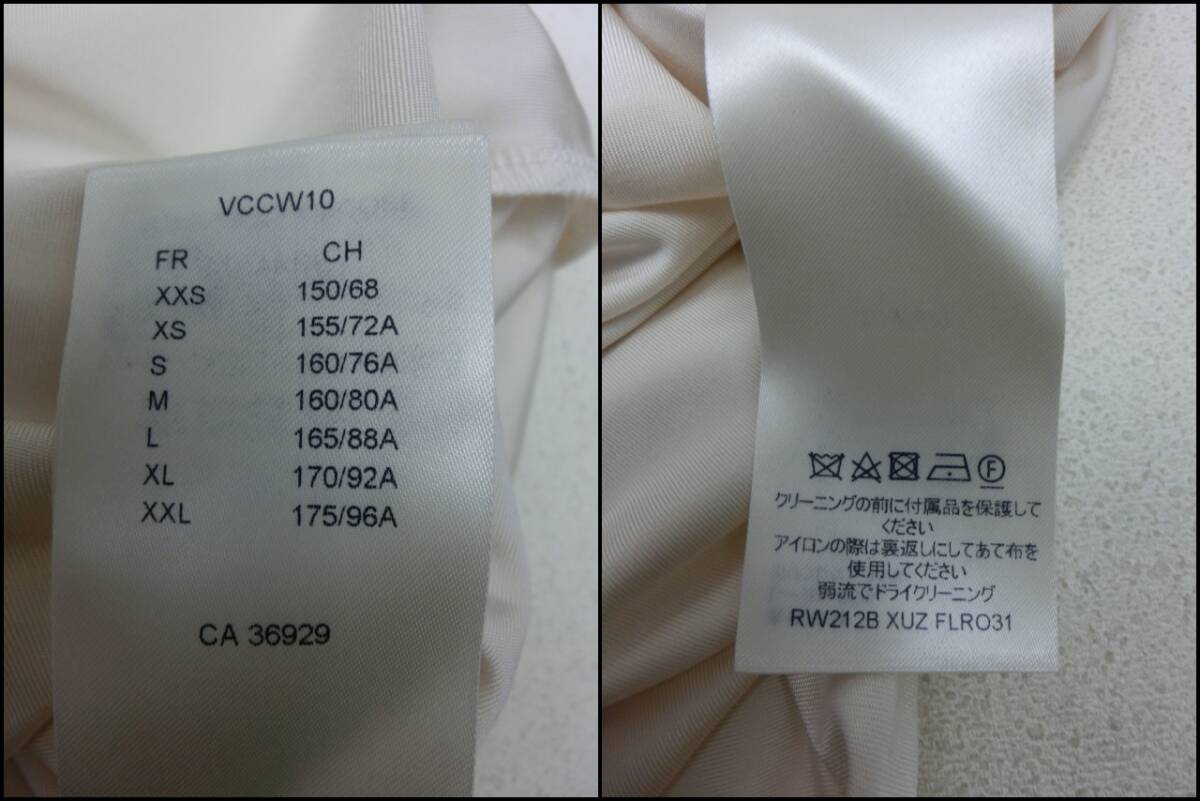 VCCW10
FR CH
XXS 150/68
XS 155/72A
S 160/76A
M 160/80A
L 165/88A
XL 170/92A
XXL 175/96A
CA 36929
F
クリーニングの前に付属品を保護して
ください
アイロンの際は裏返しにしてあて布を
使用してください
弱流でドライクリーニング
RW212B XUZ FLRO31